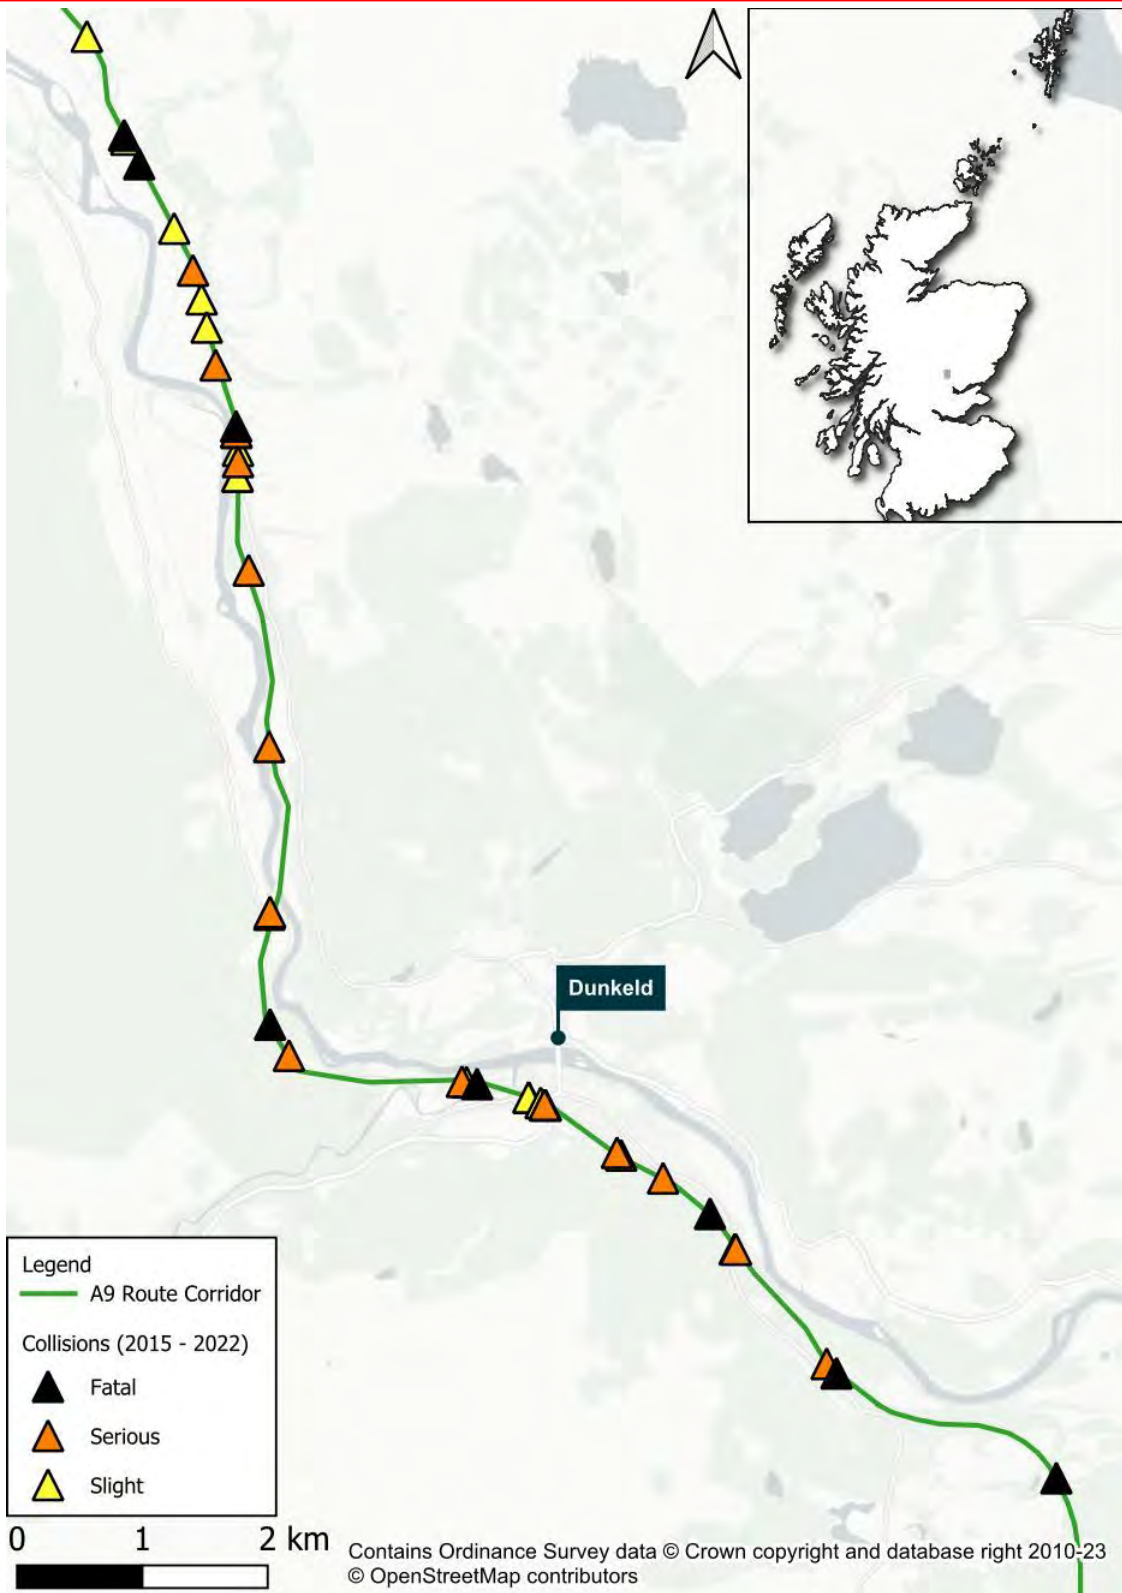 Dunkeld
Legend
A9 Route Corridor
Collisions (2015 - 2022)
Fatal
Serious
Slight
0 1 2 km
Contains Ordinance Survey data © Crown copyright and database right 2010-23
© OpenStreetMap contributors